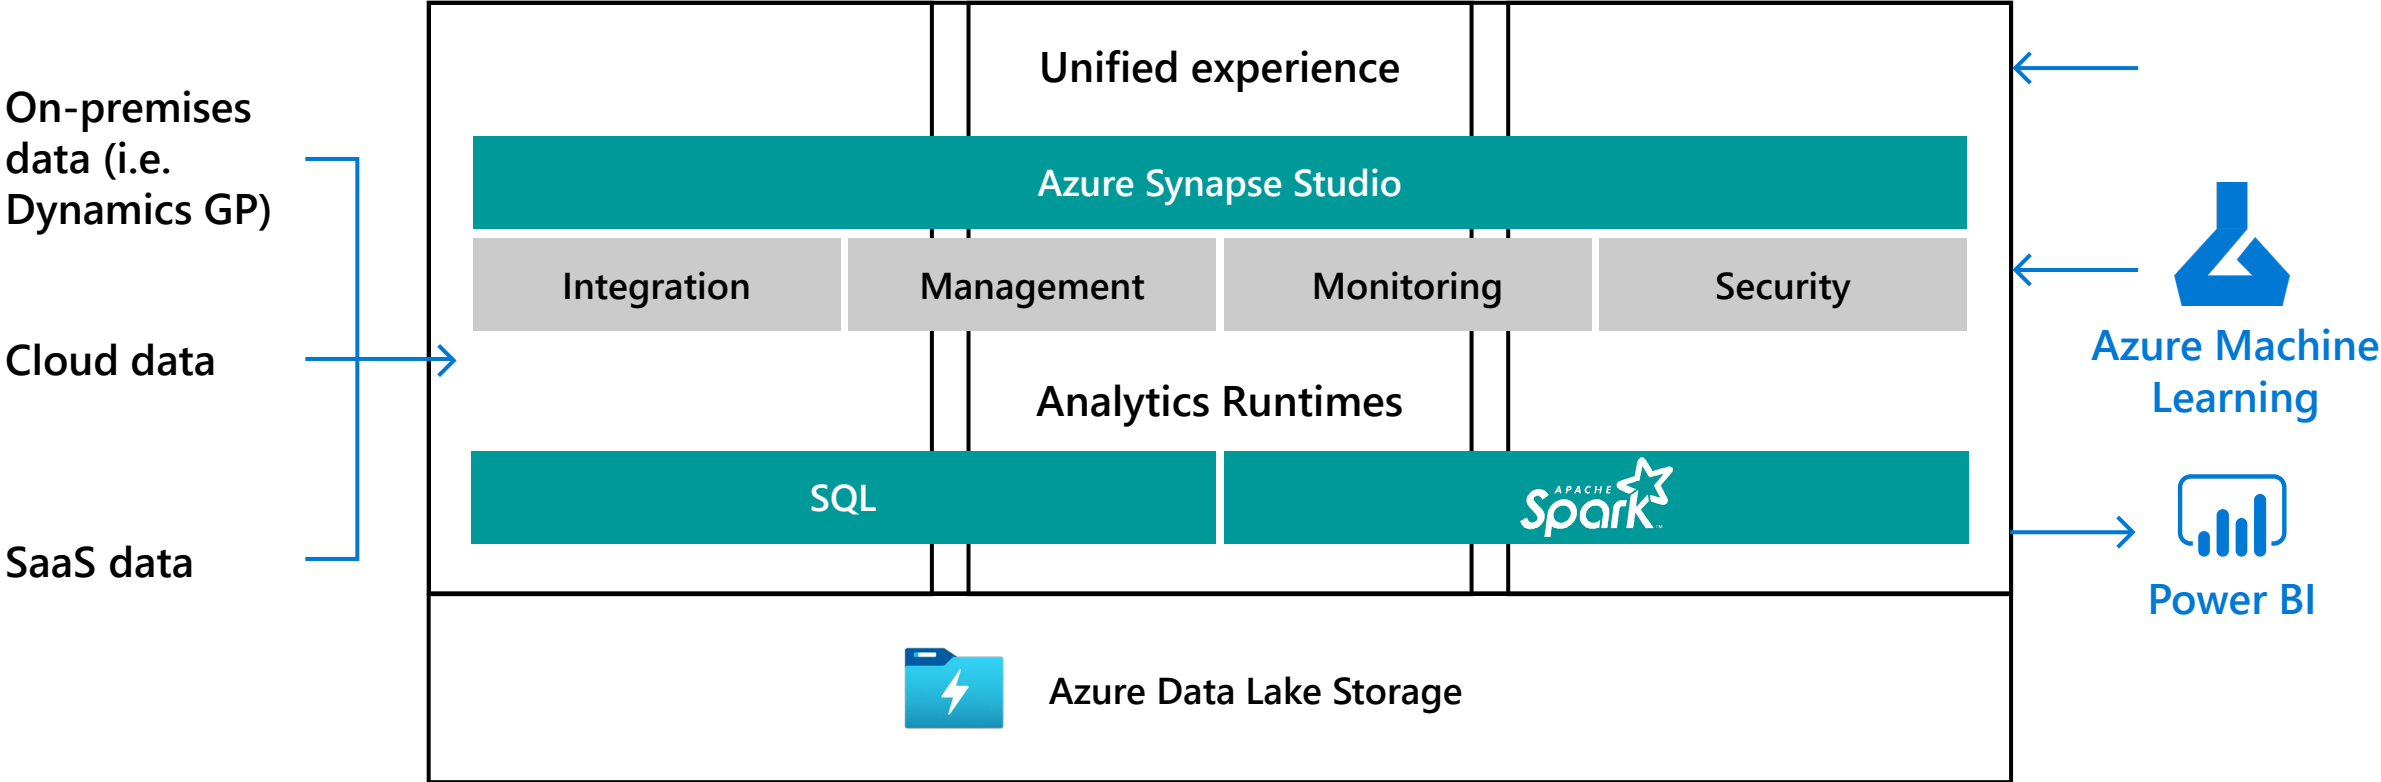 On-premises
data (i.e.
Dynamics GP)
Cloud data
SaaS data
Unified experience
Azure Synapse Studio
Integration
Management
Monitoring
Security
Analytics Runtimes
SQL
APACHE
Spark™
Azure Data Lake Storage
Azure Machine
Learning
Power BI